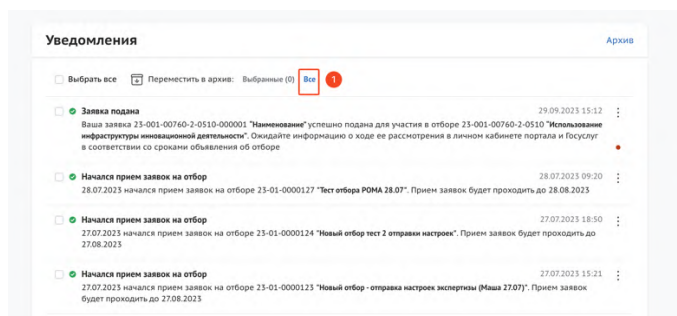 Уведомления
Архив
Выбрать все Переместить в архив: Выбранные (0) Все 1
Заявка подана 29.09.2023 15:12
Ваша заявка 23-001-00760-2-0510-000001 "Наименование" успешно подана для участия в отборе 23-001-00760-2-0510 "Использование
инфраструктуры инновационной деятельности". Ожидайте информацию о ходе ее рассмотрения в личном кабинете портала и Госуслуг
в соответствии со сроками объявления об отборе
Начался прием заявок на отбор 28.07.2023 09:20
28.07.2023 начался прием заявок на отборе 23-01-0000127 "Тест отбора РОМА 28.07". Прием заявок будет проходить до 28.08.2023
Начался прием заявок на отбор 27.07.2023 18:50
27.07.2023 начался прием заявок на отборе 23-01-0000124 "Новый отбор тест 2 отправки настроек". Прием заявок будет проходить до
27.08.2023
Начался прием заявок на отбор 27.07.2023 15:21
27.07.2023 начался прием заявок на отборе 23-01-0000123 "Новый отбор - отправка настроек экспертизы (Маша 27.07)". Прием заявок
будет проходить до 27.08.2023